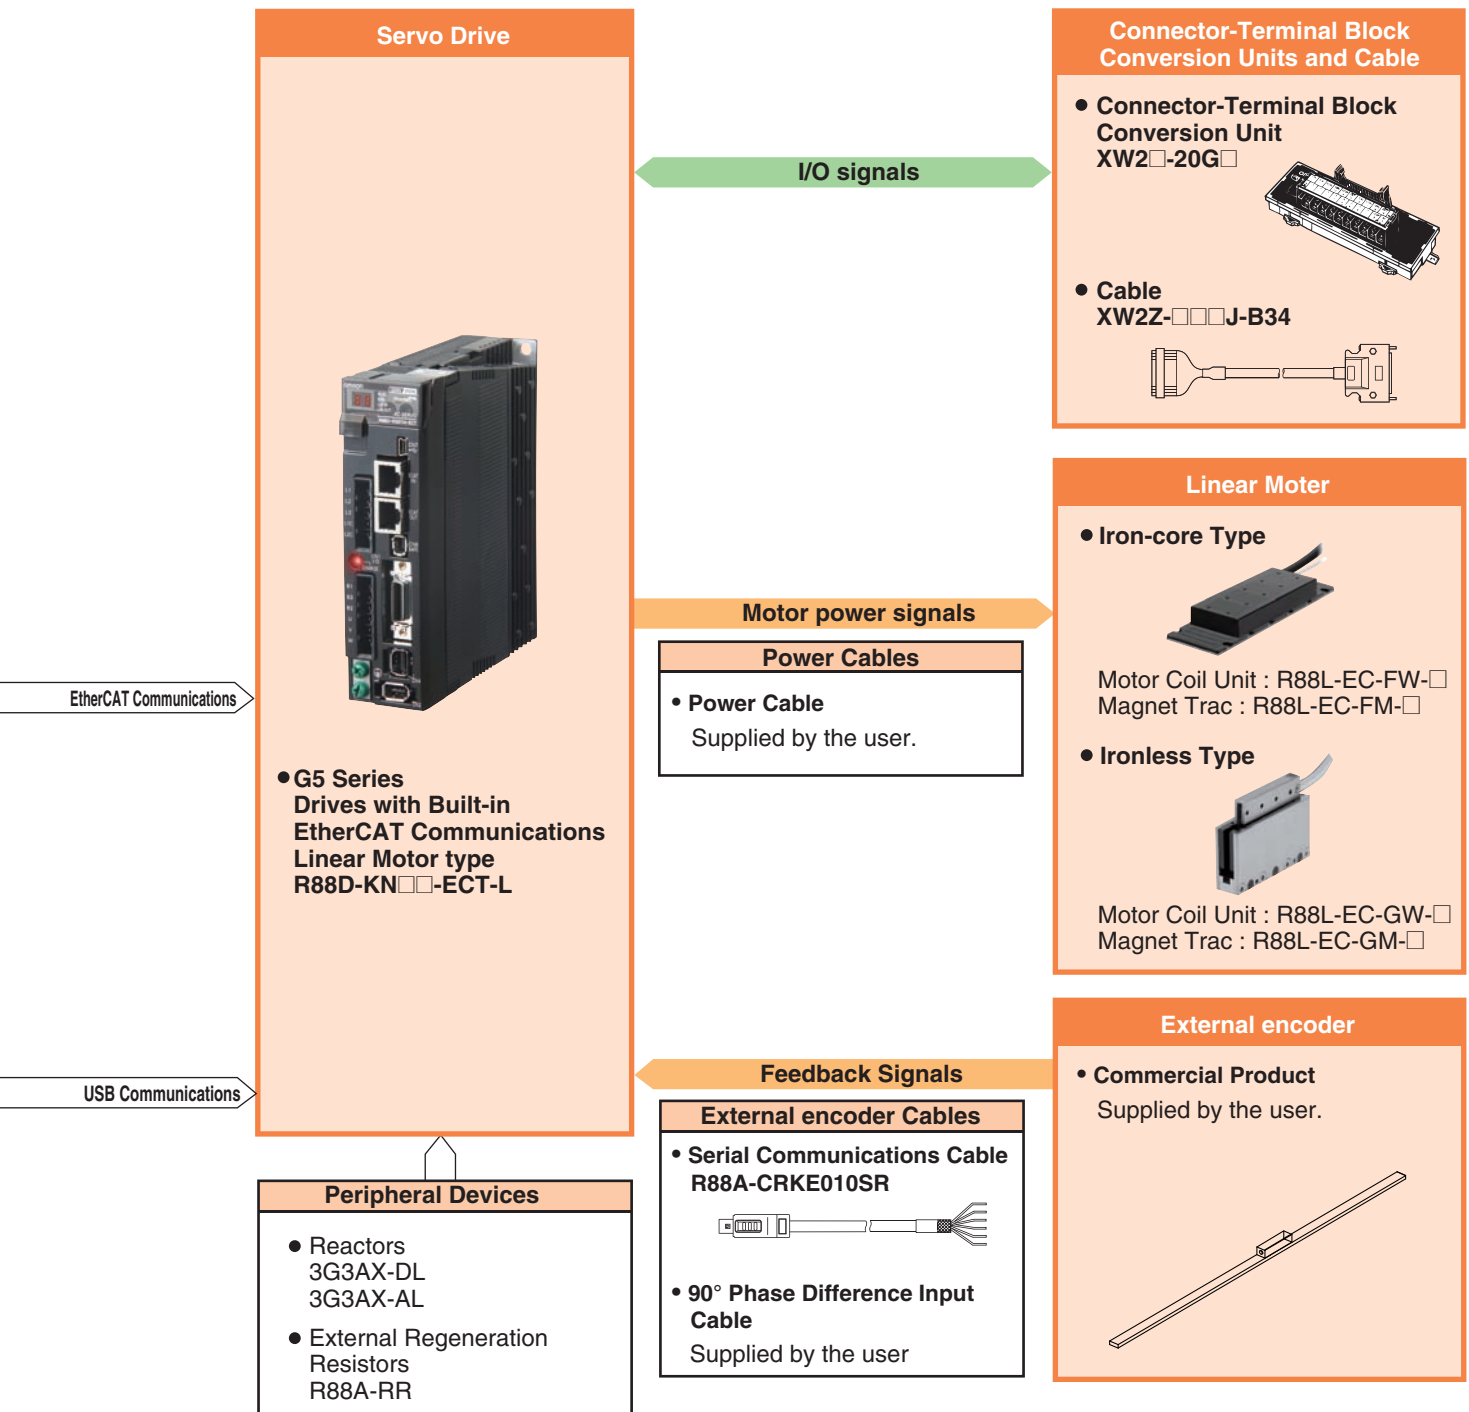 Servo Drive
Connector-Terminal Block
Conversion Units and Cable
• Connector-Terminal Block
Conversion Unit
XW2□-20G□
I/O signals
• Cable
XW2Z-□□□J-B34
Linear Moter
• Iron-core Type
Motor Coil Unit : R88L-EC-FW-□
Magnet Trac : R88L-EC-FM-□
• Ironless Type
Motor Coil Unit : R88L-EC-GW-□
Magnet Trac : R88L-EC-GM-□
Motor power signals
Power Cables
• Power Cable
Supplied by the user.
EtherCAT Communications
• G5 Series
Drives with Built-in
EtherCAT Communications
Linear Motor type
R88D-KN□□-ECT-L
USB Communications
External encoder
• Commercial Product
Supplied by the user.
Feedback Signals
External encoder Cables
• Serial Communications Cable
R88A-CRKE010SR
• 90° Phase Difference Input
Cable
Supplied by the user
Peripheral Devices
• Reactors
3G3AX-DL
3G3AX-AL
• External Regeneration
Resistors
R88A-RR